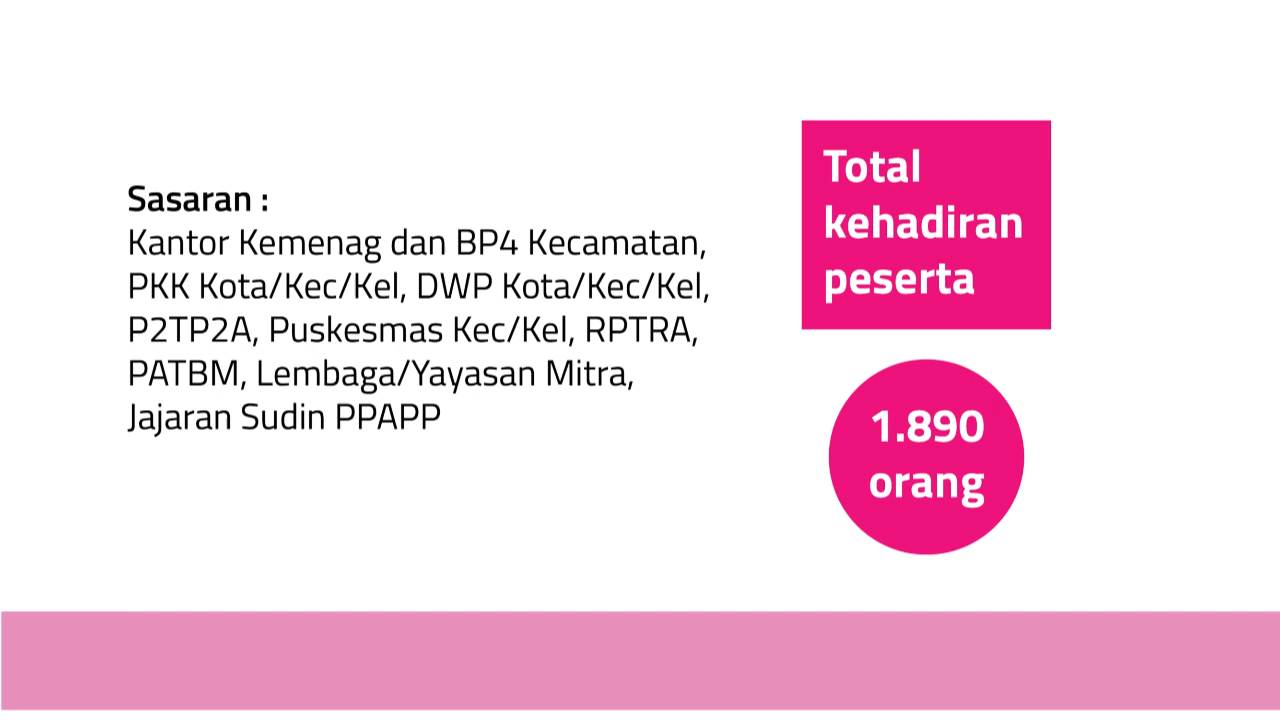 Sasaran :
Kantor Kemenag dan BP4 Kecamatan,
PKK Kota/Kec/Kel, DWP Kota/Kec/Kel,
P2TP2A, Puskesmas Kec/Kel, RPTRA,
PATBM, Lembaga/Yayasan Mitra,
Jajaran Sudin PPAPP
Total
kehadiran
peserta
1.890
orang